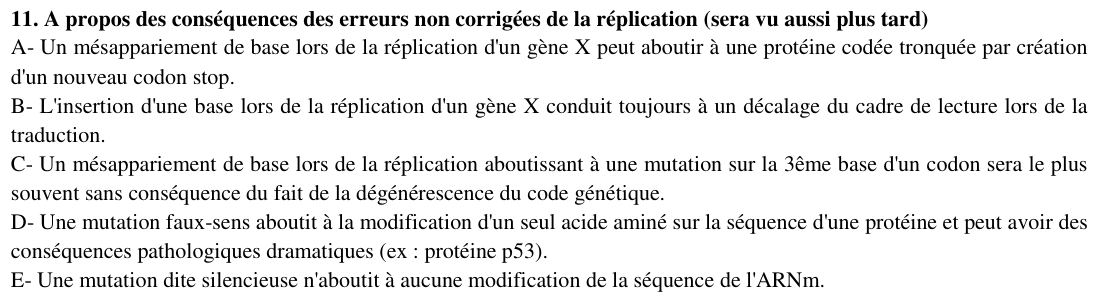 11. A propos des conséquences des erreurs non corrigées de la réplication (sera vu aussi plus tard)
A- Un mésappariement de base lors de la réplication d'un gène X peut aboutir à une protéine codée tronquée par création
d'un nouveau codon stop.
B- L'insertion d'une base lors de la réplication d'un gène X conduit toujours à un décalage du cadre de lecture lors de la
traduction.
C- Un mésappariement de base lors de la réplication aboutissant à une mutation sur la 3ême base d'un codon sera le plus
souvent sans conséquence du fait de la dégénérescence du code génétique.
D- Une mutation faux-sens aboutit à la modification d'un seul acide aminé sur la séquence d'une protéine et peut avoir des
conséquences pathologiques dramatiques (ex : protéine p53).
E- Une mutation dite silencieuse n'aboutit à aucune modification de la séquence de l'ARNm.